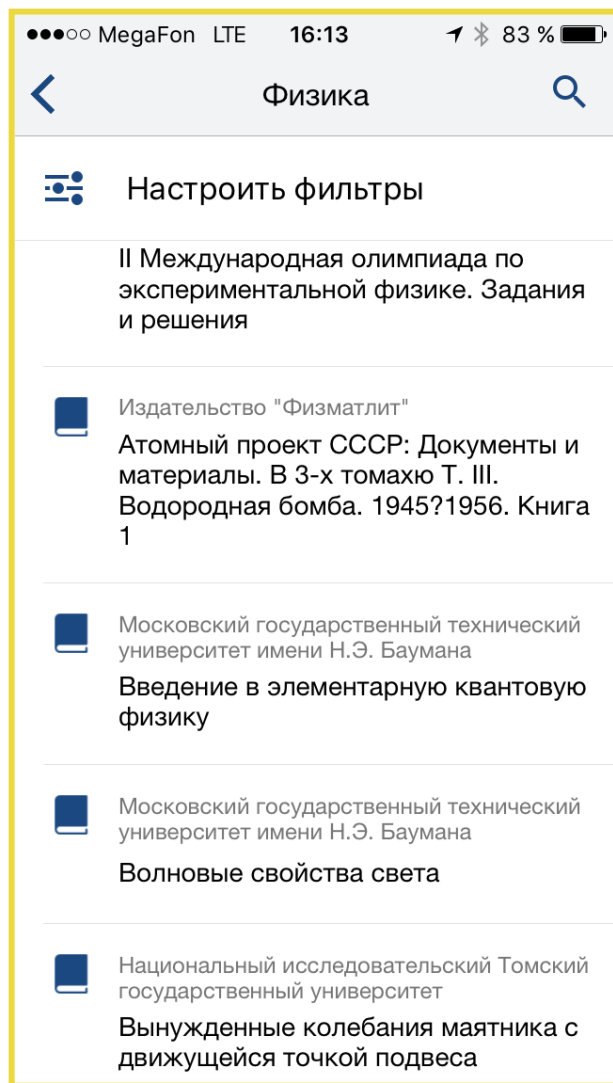 MegaFon LTE 16:13 83 %
Физика
Настроить фильтры
II Международная олимпиада по
экспериментальной физике. Задания
и решения
Издательство "Физматлит"
Атомный проект СССР: Документы и
материалы. В 3-х томахю Т. III.
Водородная бомба. 1945?1956. Книга
1
Московский государственный технический
университет имени Н.Э. Баумана
Введение в элементарную квантовую
физику
Московский государственный технический
университет имени Н.Э. Баумана
Волновые свойства света
Национальный исследовательский Томский
государственный университет
Вынужденные колебания маятника с
движущейся точкой подвеса